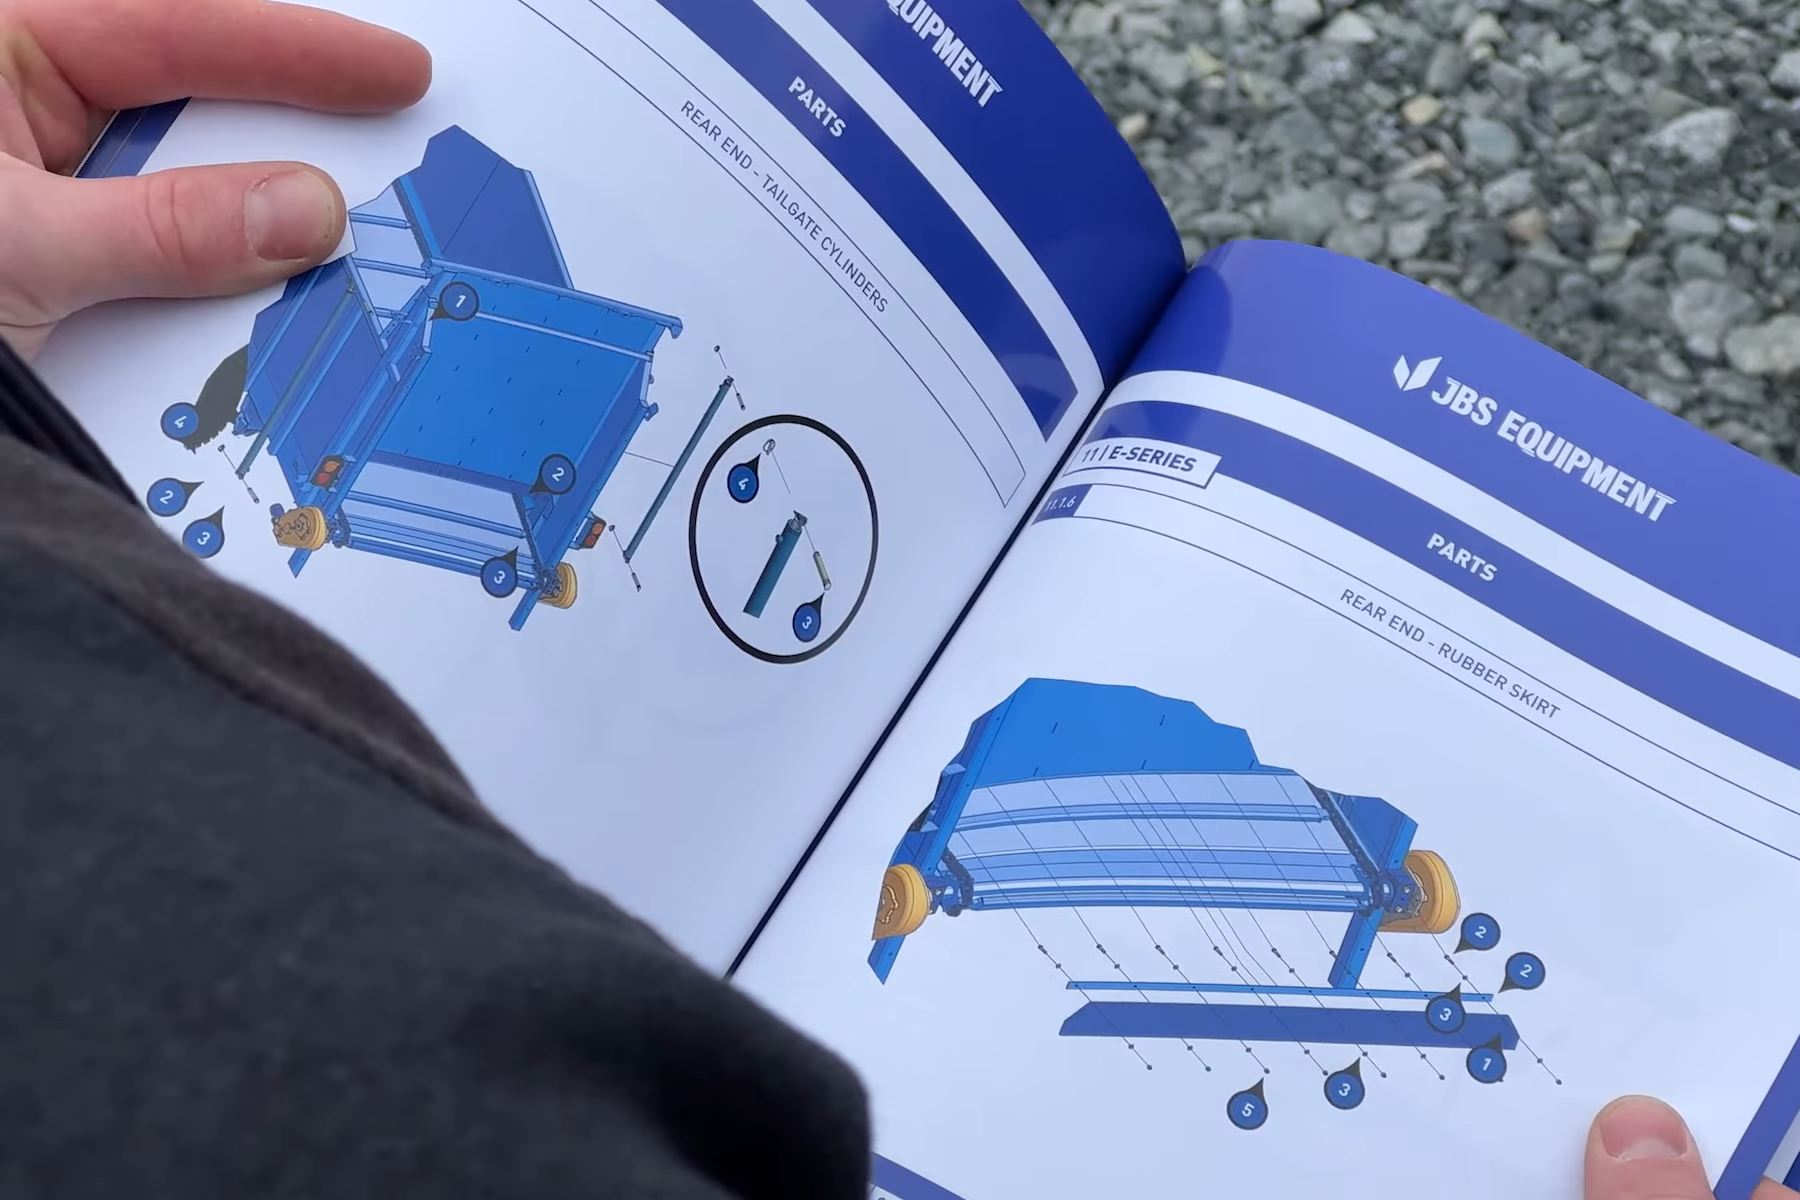 PARTS
REAR END - TAILGATE CYLINDERS
1
4
2
2
3
3
4
3
JBS EQUIPMENT
11 | E-SERIES
11.1.6
PARTS
REAR END - RUBBER SKIRT
2
2
3
1
3
5